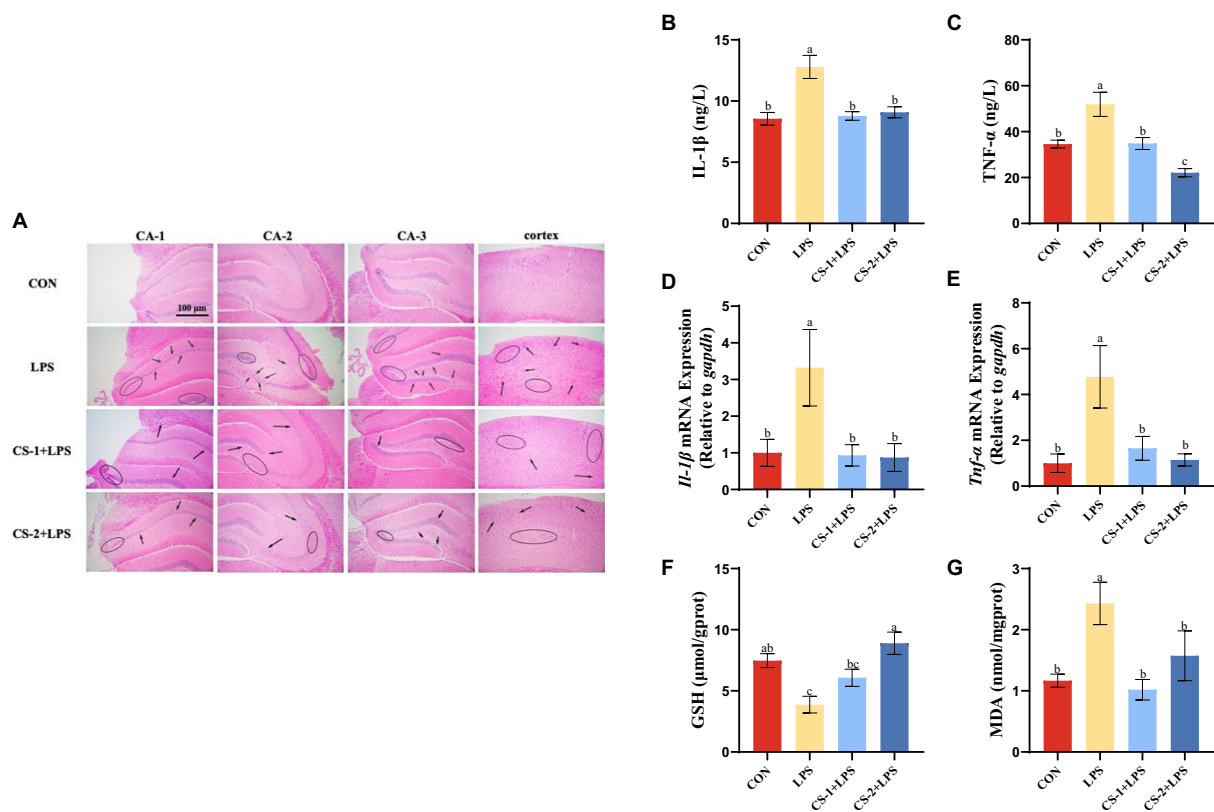 A
CA-1 CA-2 CA-3 cortex
CON
100 μm
LPS
CS-1+LPS
CS-2+LPS
B
IL-1β (ng/L)
15
10
5
0
b a b b
CON LPS CS-1+LPS CS-2+LPS
C
TNF-α (ng/L)
80
60
40
20
0
b a b c
CON LPS CS-1+LPS CS-2+LPS
D
Il-1β mRNA Expression
(Relative to gapdh)
5
4
3
2
1
0
b a b b
CON LPS CS-1+LPS CS-2+LPS
E
Tnf-α mRNA Expression
(Relative to gapdh)
8
6
4
2
0
b a b b
CON LPS CS-1+LPS CS-2+LPS
F
GSH (μmol/gprot)
15
10
5
0
ab c bc a
CON LPS CS-1+LPS CS-2+LPS
G
MDA (nmol/mgprot)
3
2
1
0
b a b b
CON LPS CS-1+LPS CS-2+LPS